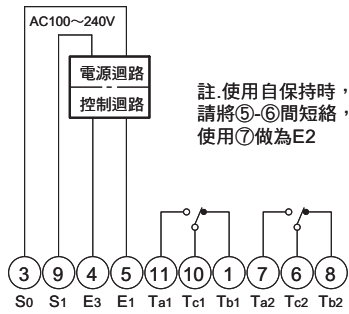 AC100～240V
電源迴路
控制迴路
註.使用自保持時，
請將⑤-⑥間短絡，
使用⑦做為E2
3 9 4 5 11 10 1 7 6 8
S0 S1 E3 E1 Ta1 Tc1 Tb1 Ta2 Tc2 Tb2